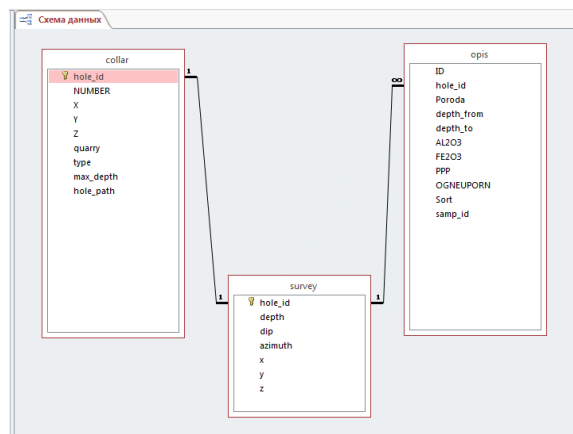 Схема данных
collar
hole_id
NUMBER
X
Y
Z
quarry
type
max_depth
hole_path
1
1
survey
hole_id
depth
dip
azimuth
x
y
z
1
∞
opis
ID
hole_id
Poroda
depth_from
depth_to
AL2O3
FE2O3
PPP
OGNEUPORN
Sort
samp_id